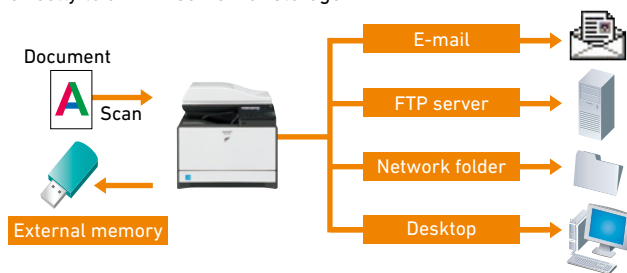 E-mail
Document
A
Scan
FTP server
Network folder
Desktop
External memory